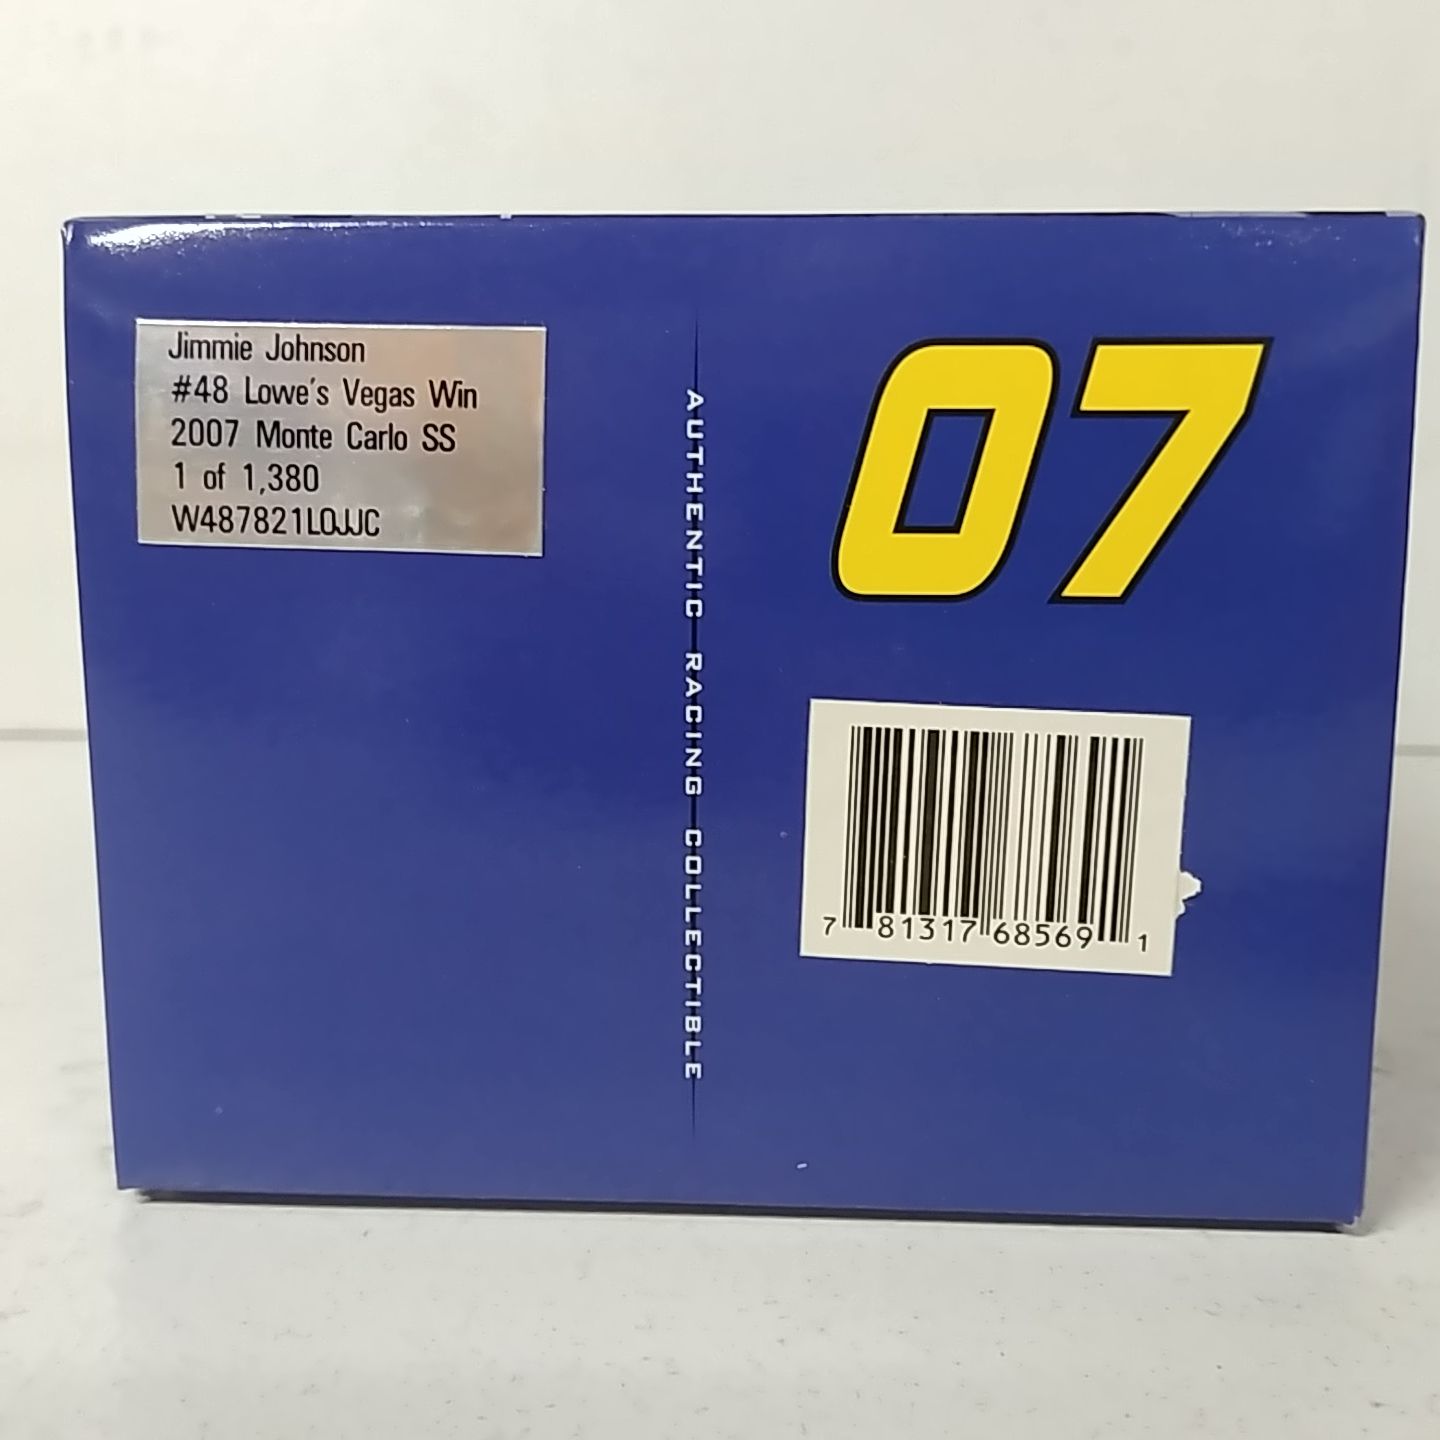 Jimmie Johnson
#48 Lowe's Vegas Win
2007 Monte Carlo SS
1 of 1,380
W487821LOJJC
AUTHENTIC RACING COLLECTIBLE
07
7 81317 68569 1